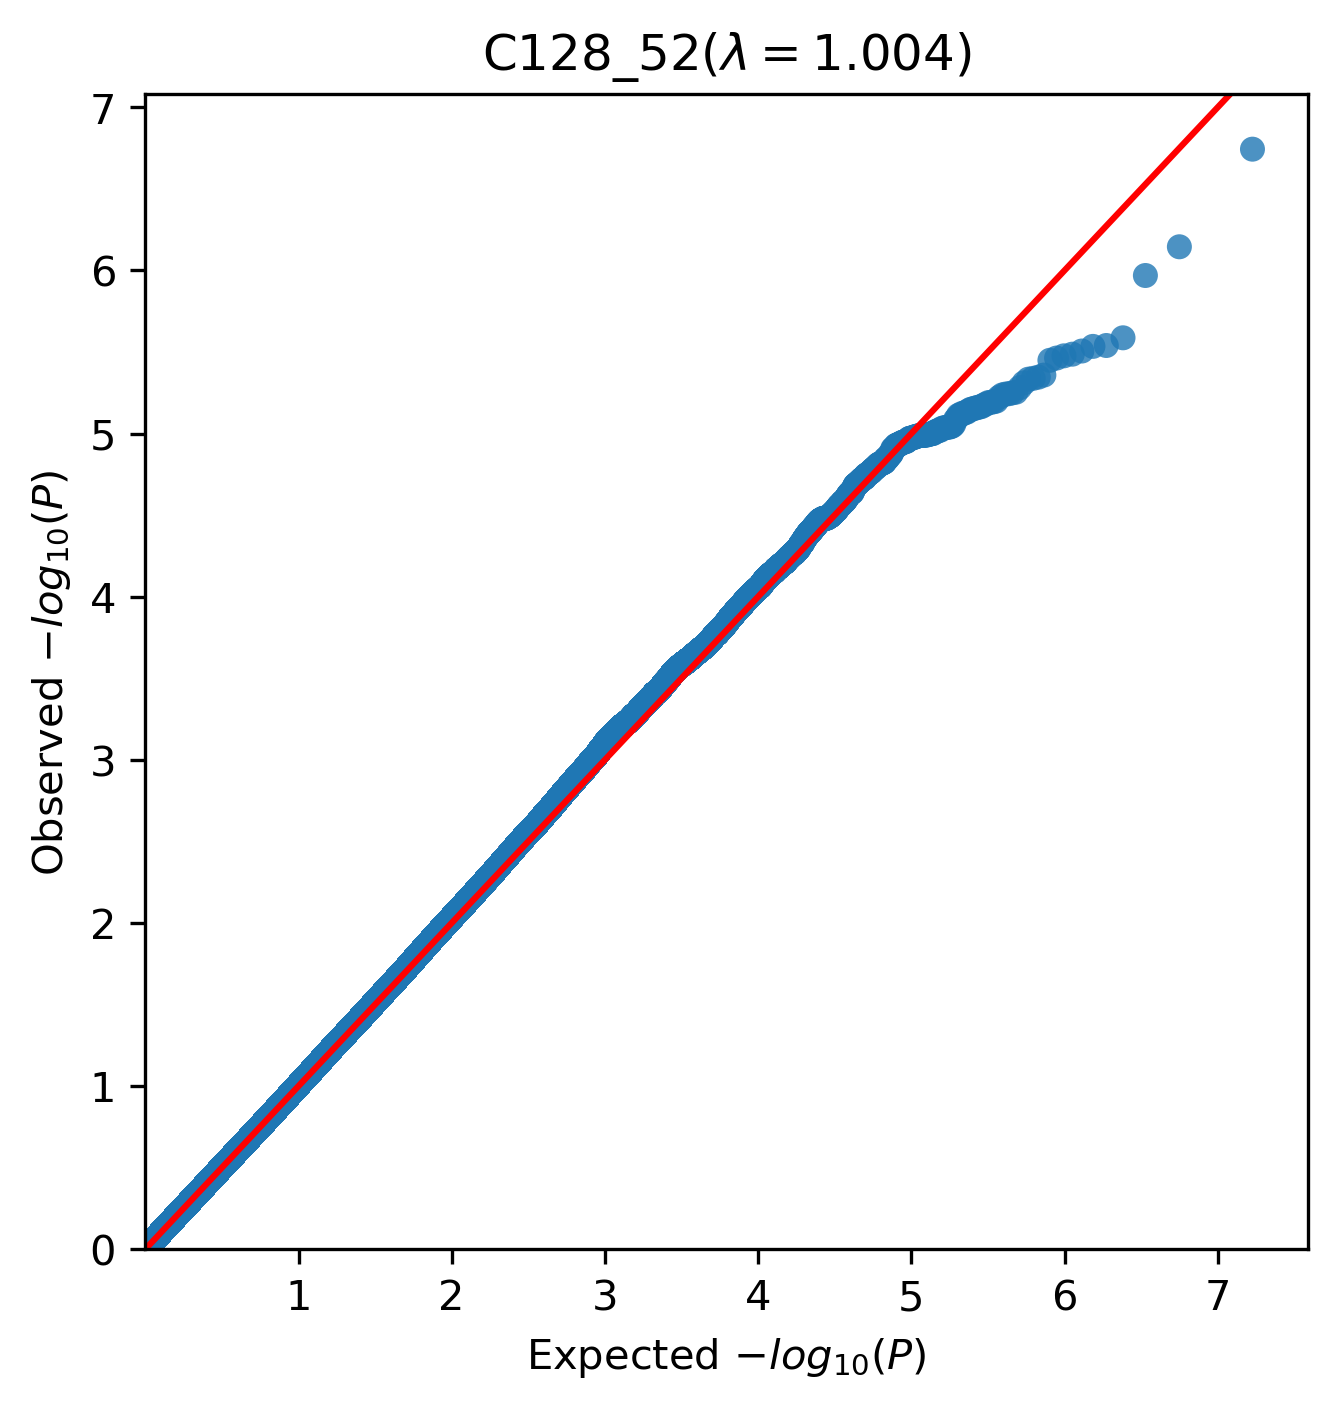 C128_52(λ = 1.004)
7
6
5
4
3
2
1
0
Observed −log₁₀(P)
1 2 3 4 5 6 7
Expected −log₁₀(P)